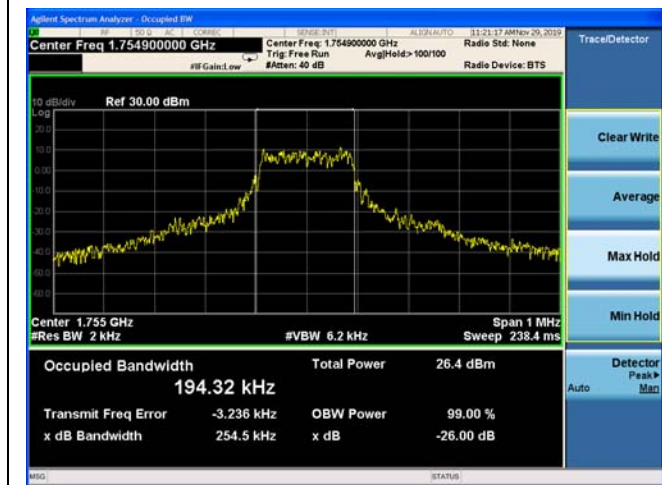 Agilent Spectrum Analyzer - Occupied BW
RF 50 Ω AC CORREC SENSE:INT ALIGN AUTO 11:21:17 AM Nov 29, 2019
Center Freq 1.754900000 GHz
Center Freq: 1.754900000 GHz
Radio Std: None
Trig: Free Run Avg|Hold:>100/100
#IFGain:Low
#Atten: 40 dB
Radio Device: BTS
Trace/Detector
10 dB/div Ref 30.00 dBm
Log
20.0
10.0
0.00
-10.0
-20.0
-30.0
-40.0
-50.0
-60.0
Clear Write
Average
Max Hold
Min Hold
Center 1.755 GHz
Span 1 MHz
#Res BW 2 kHz
#VBW 6.2 kHz
Sweep 238.4 ms
Occupied Bandwidth
Total Power 26.4 dBm
194.32 kHz
Transmit Freq Error -3.236 kHz OBW Power 99.00 %
x dB Bandwidth 254.5 kHz x dB -26.00 dB
Detector
Peak▶
Auto Man
MSG
STATUS